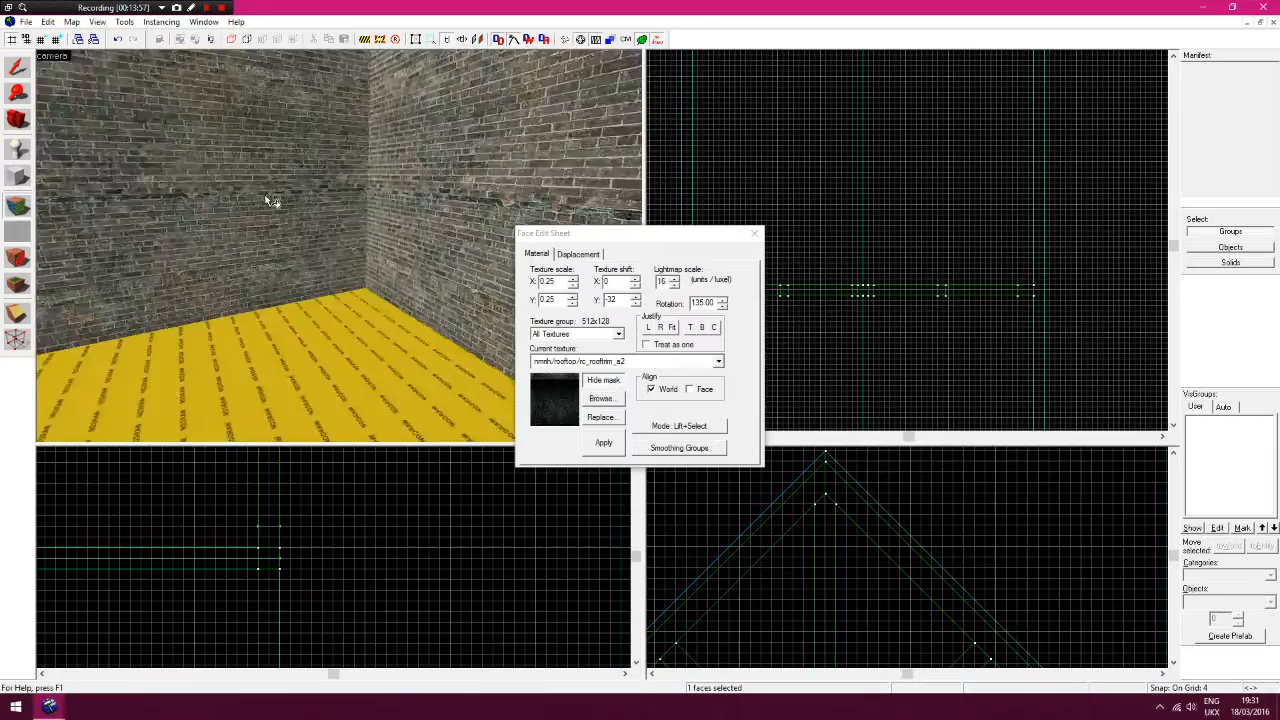 Recording [00:13:57]
File Edit Map View Tools Instancing Window Help
camera
Manifest:
Select:
Groups
Objects
Solids
Face Edit Sheet
Material Displacement
Texture scale: Texture shift: Lightmap scale:
X: 0.25 X: 0 16 (units / luxel)
Y: 0.25 Y: -32 Rotation: 135.00
Texture group: 512x128 Justify
All Textures L R Fit T B C
Treat as one
Current texture:
nmrih/rooftop/rc_rooftrim_a2
Hide mask Align
World Face
Browse...
Replace...
Mode: Lift+Select
Apply
Smoothing Groups
VisGroups:
User Auto
Show Edit Mark
Move selected: toWorld toEntity
Categories:
Objects:
0
Create Prefab
For Help, press F1 1 faces selected Snap: On Grid: 4 <->
ENG 19:31
UKX 18/03/2016